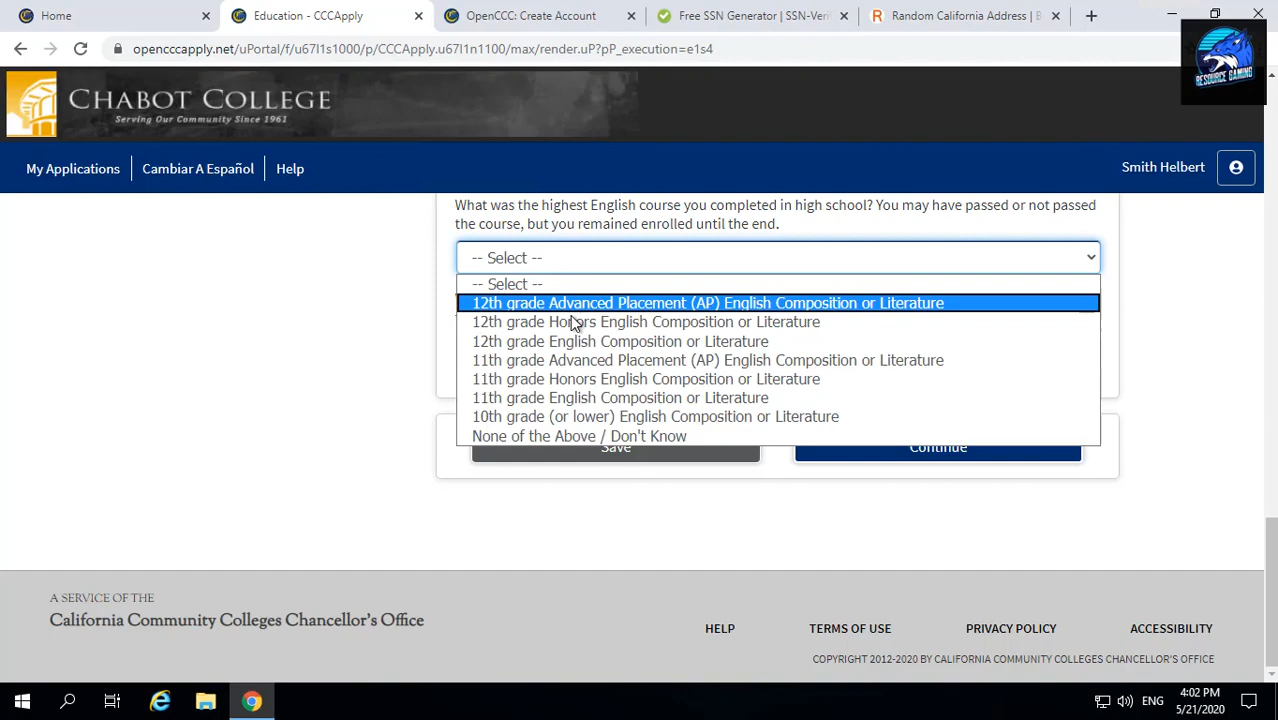 Home
Education - CCCApply
OpenCCC: Create Account
Free SSN Generator | SSN-Verif
Random California Address | B
opencccapply.net/uPortal/f/u67l1s1000/p/CCCApply.u67l1n1100/max/render.uP?pP_execution=e1s4
RESOURCE GAMING
CHABOT COLLEGE
Serving Our Community Since 1961
My Applications
Cambiar A Español
Help
Smith Helbert
What was the highest English course you completed in high school? You may have passed or not passed
the course, but you remained enrolled until the end.
-- Select --
-- Select --
12th grade Advanced Placement (AP) English Composition or Literature
12th grade Honors English Composition or Literature
12th grade English Composition or Literature
11th grade Advanced Placement (AP) English Composition or Literature
11th grade Honors English Composition or Literature
11th grade English Composition or Literature
10th grade (or lower) English Composition or Literature
None of the Above / Don't Know
Save
Continue
A SERVICE OF THE
California Community Colleges Chancellor's Office
HELP
TERMS OF USE
PRIVACY POLICY
ACCESSIBILITY
COPYRIGHT 2012-2020 BY CALIFORNIA COMMUNITY COLLEGES CHANCELLOR'S OFFICE
ENG
4:02 PM
5/21/2020